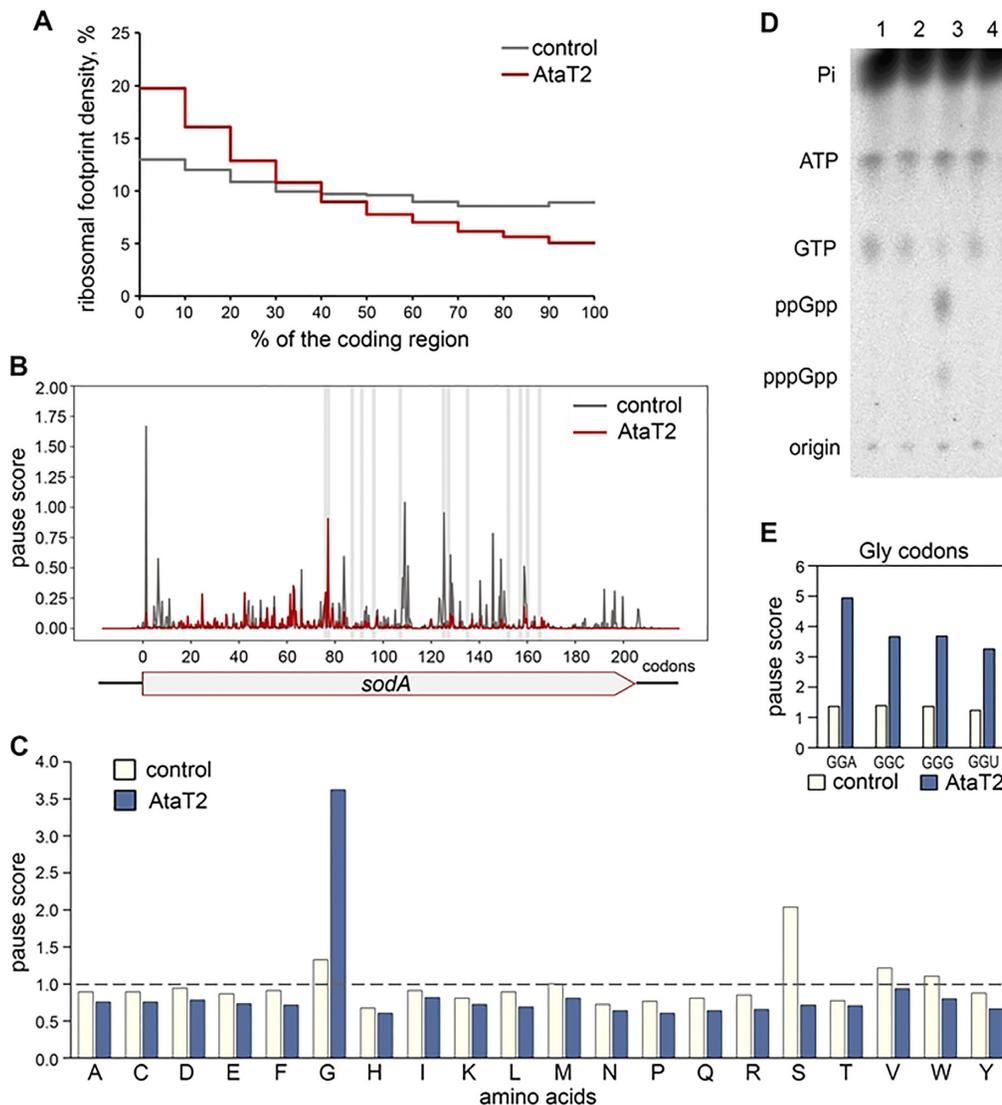 A
ribosomal footprint density, %
25
20
15
10
5
0
control
AtaT2
0 10 20 30 40 50 60 70 80 90 100
% of the coding region
B
pause score
2.00
1.75
1.50
1.25
1.00
0.75
0.50
0.25
0.00
control
AtaT2
0 20 40 60 80 100 120 140 160 180 200
codons
sodA
C
pause score
4.0
3.5
3.0
2.5
2.0
1.5
1.0
0.5
0.0
control
AtaT2
A C D E F G H I K L M N P Q R S T V W Y
amino acids
D
1 2 3 4
Pi
ATP
GTP
ppGpp
pppGpp
origin
E
Gly codons
pause score
6
5
4
3
2
1
0
GGA GGC GGG GGU
control AtaT2